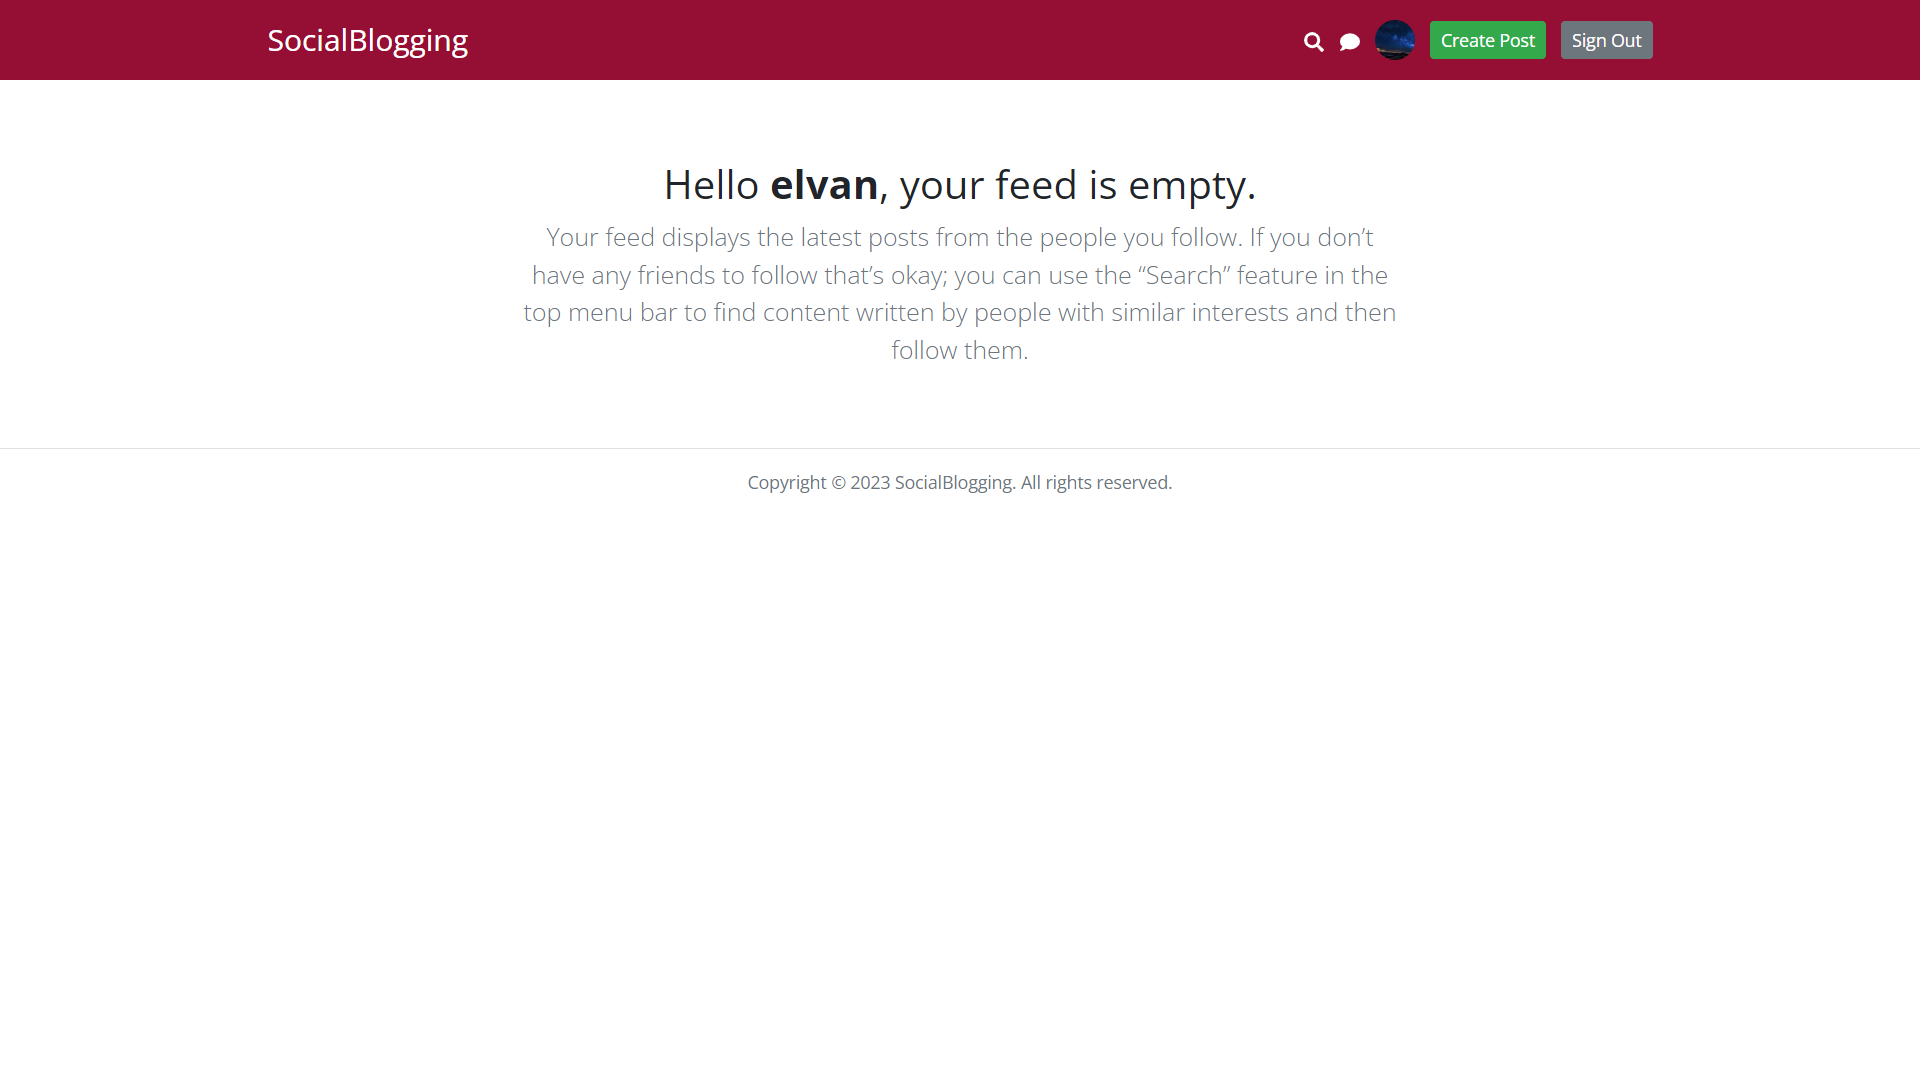 SocialBlogging
Create Post
Sign Out
Hello elvan, your feed is empty.
Your feed displays the latest posts from the people you follow. If you don’t
have any friends to follow that’s okay; you can use the “Search” feature in the
top menu bar to find content written by people with similar interests and then
follow them.
Copyright © 2023 SocialBlogging. All rights reserved.